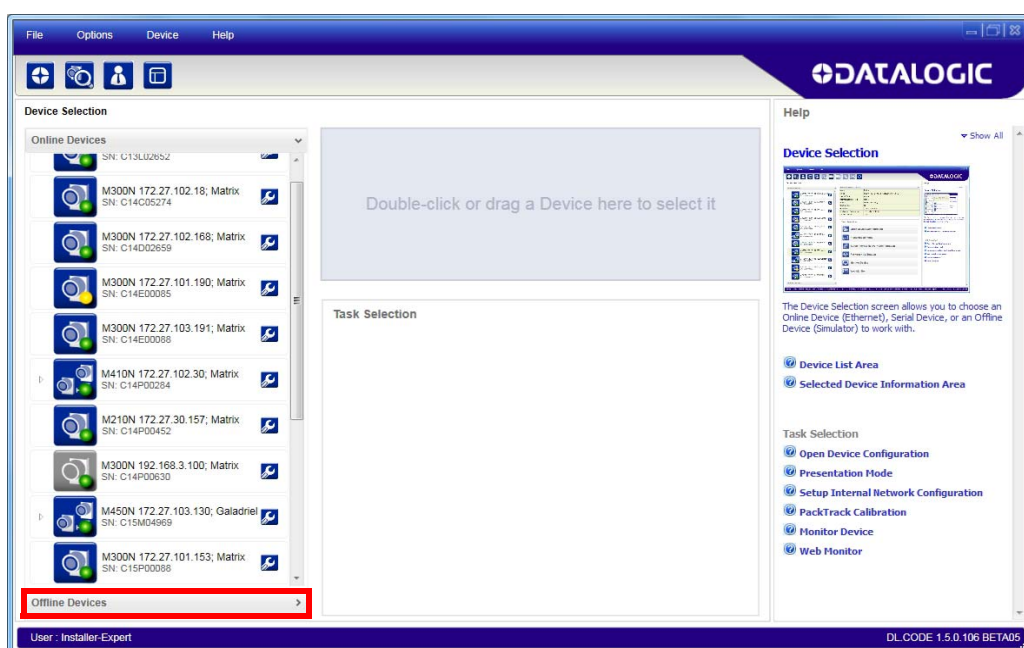 File Options Device Help
DATALOGIC
Device Selection
Online Devices
SN: C13L02652
M300N 172.27.102.18; Matrix
SN: C14C05274
M300N 172.27.102.168; Matrix
SN: C14D02659
M300N 172.27.101.190; Matrix
SN: C14E00085
M300N 172.27.103.191; Matrix
SN: C14E00088
M410N 172.27.102.30; Matrix
SN: C14P00284
M210N 172.27.30.157; Matrix
SN: C14P00452
M300N 192.168.3.100; Matrix
SN: C14P00630
M450N 172.27.103.130; Galadriel
SN: C15M04969
M300N 172.27.101.153; Matrix
SN: C15P00088
Offline Devices
Double-click or drag a Device here to select it
Task Selection
Help
Show All
Device Selection
The Device Selection screen allows you to choose an
Online Device (Ethernet), Serial Device, or an Offline
Device (Simulator) to work with.
Device List Area
Selected Device Information Area
Task Selection
Open Device Configuration
Presentation Mode
Setup Internal Network Configuration
PackTrack Calibration
Monitor Device
Web Monitor
User : Installer-Expert
DL.CODE 1.5.0.106 BETA05